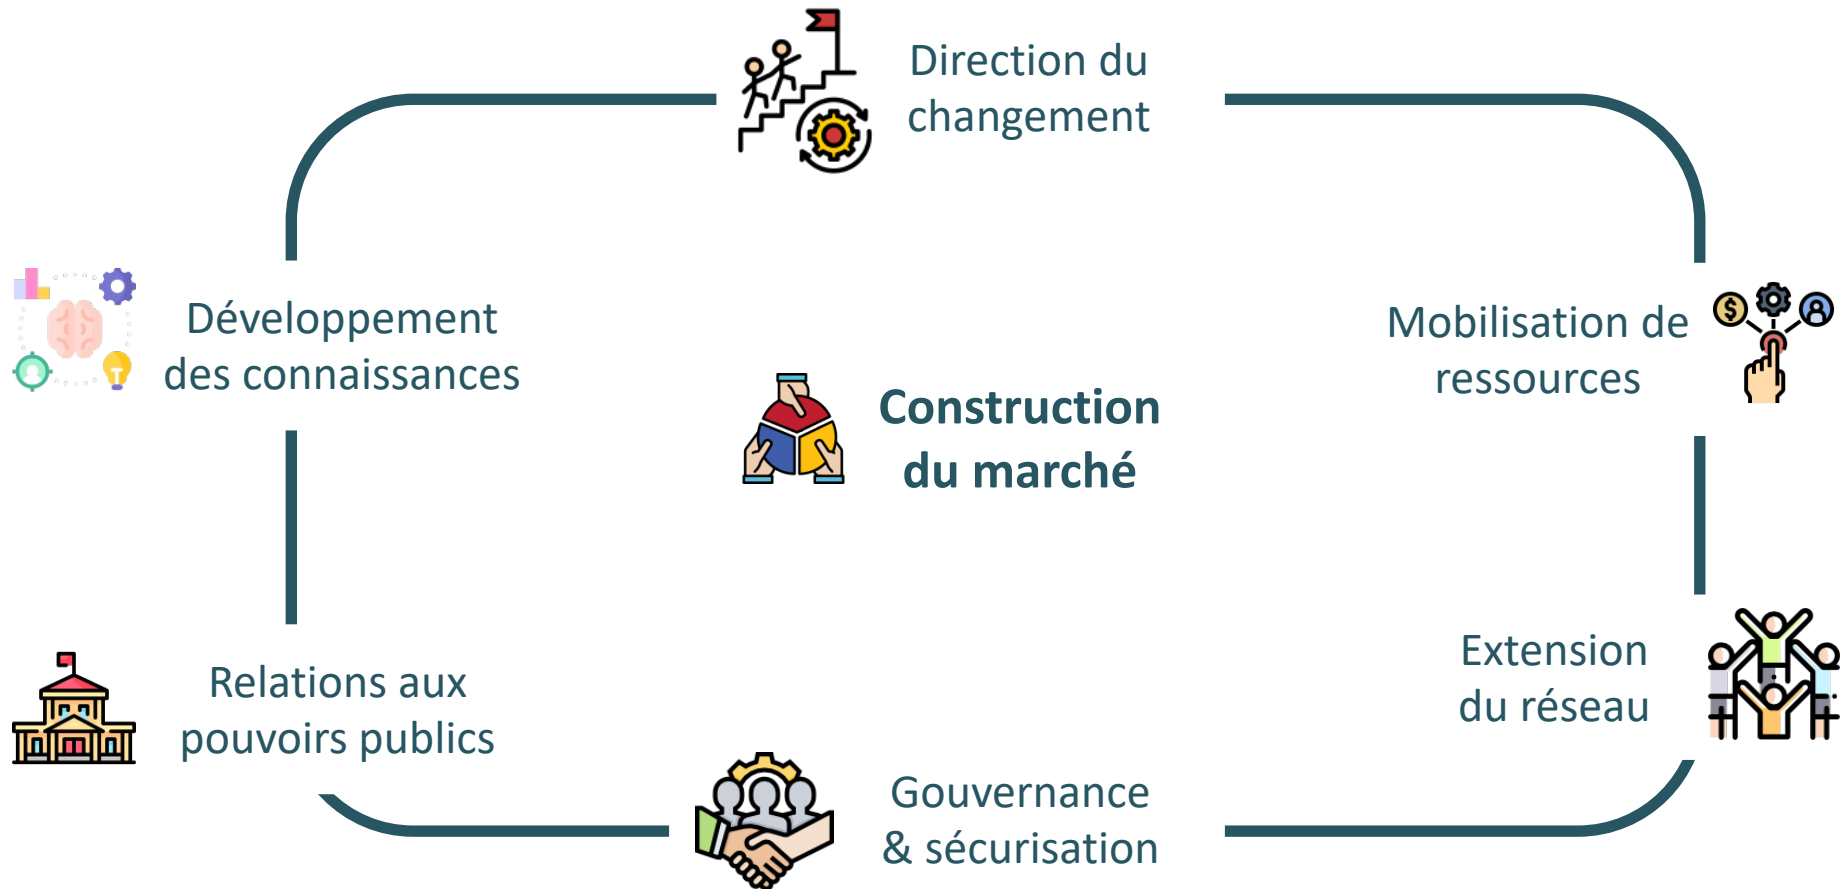 Direction du
changement
Développement
des connaissances
Mobilisation de
ressources
Construction
du marché
Relations aux
pouvoirs publics
Extension
du réseau
Gouvernance
& sécurisation